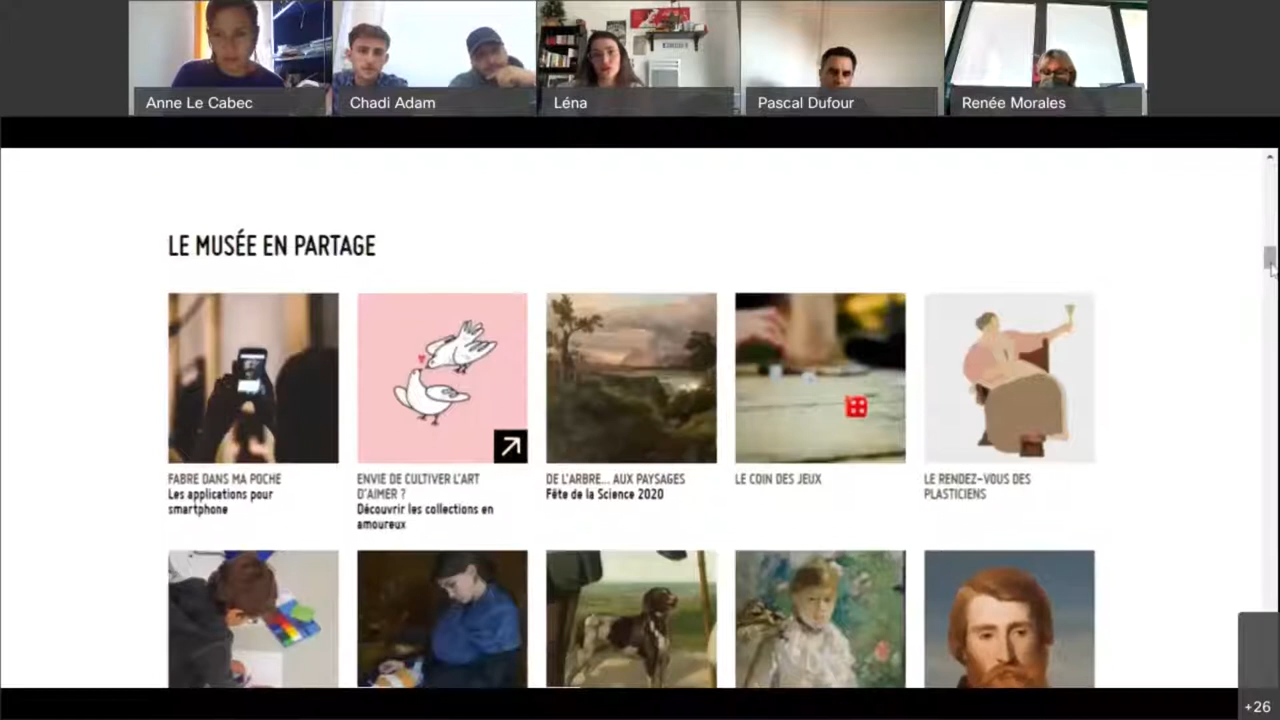 Anne Le Cabec
Chadi Adam
Léna
Pascal Dufour
Renée Morales
LE MUSÉE EN PARTAGE
FABRE DANS MA POCHE
Les applications pour
smartphone
ENVIE DE CULTIVER L'ART
D'AIMER ?
Découvrir les collections en
amoureux
DE L'ARBRE... AUX PAYSAGES
Fête de la Science 2020
LE COIN DES JEUX
LE RENDEZ-VOUS DES
PLASTICIENS
+26